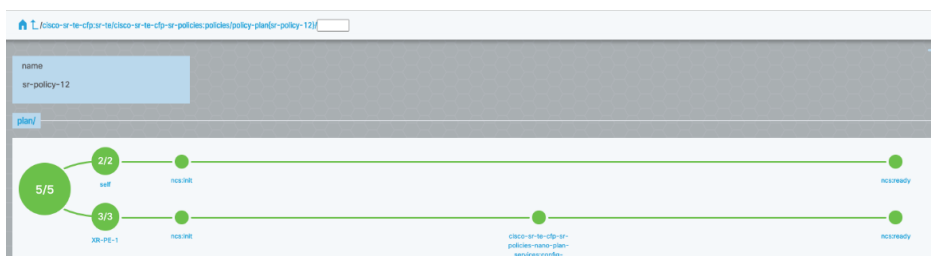 /cisco-sr-te-cfp:sr-te/cisco-sr-te-cfp-sr-policies:policies/policy-plan{sr-policy-12}/
name
sr-policy-12
plan/
5/5
2/2
self
ncs:init
ncs:ready
3/3
XR-PE-1
ncs:init
cisco-sr-te-cfp-sr-
policies-nano-plan-
services:config-
ncs:ready